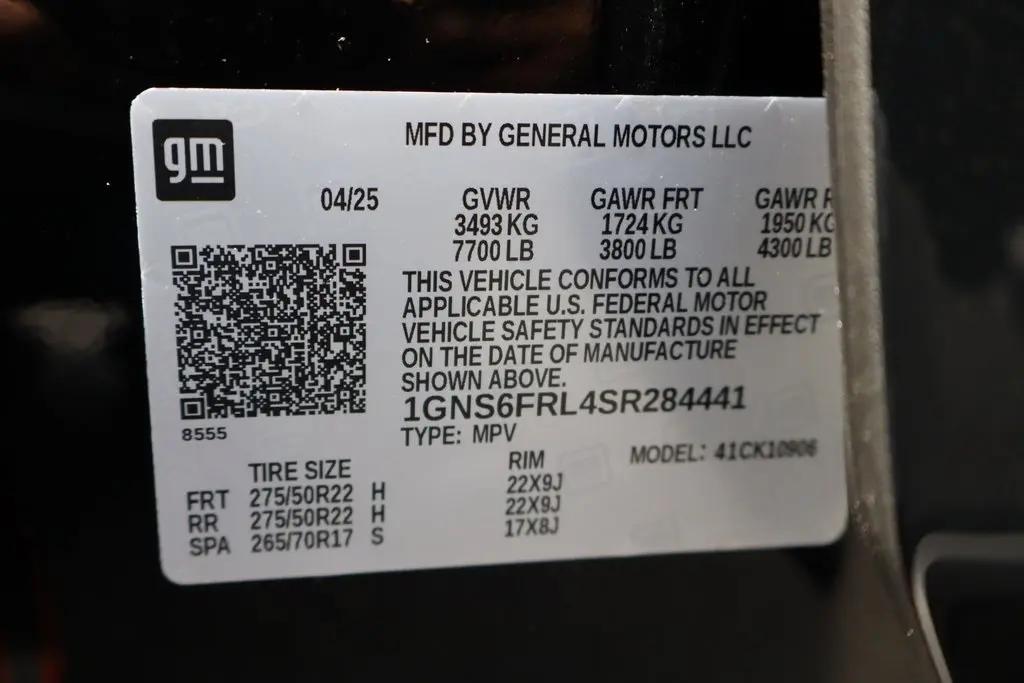 gm
MFD BY GENERAL MOTORS LLC
04/25 GVWR GAWR FRT GAWR
3493 KG 1724 KG 1950 KG
7700 LB 3800 LB 4300 LB
THIS VEHICLE CONFORMS TO ALL
APPLICABLE U.S. FEDERAL MOTOR
VEHICLE SAFETY STANDARDS IN EFFECT
ON THE DATE OF MANUFACTURE
SHOWN ABOVE.
1GNS6FRL4SR284441
8555
TYPE: MPV
MODEL: 41CK10906
TIRE SIZE RIM
FRT 275/50R22 H 22X9J
RR 275/50R22 H 22X9J
SPA 265/70R17 S 17X8J